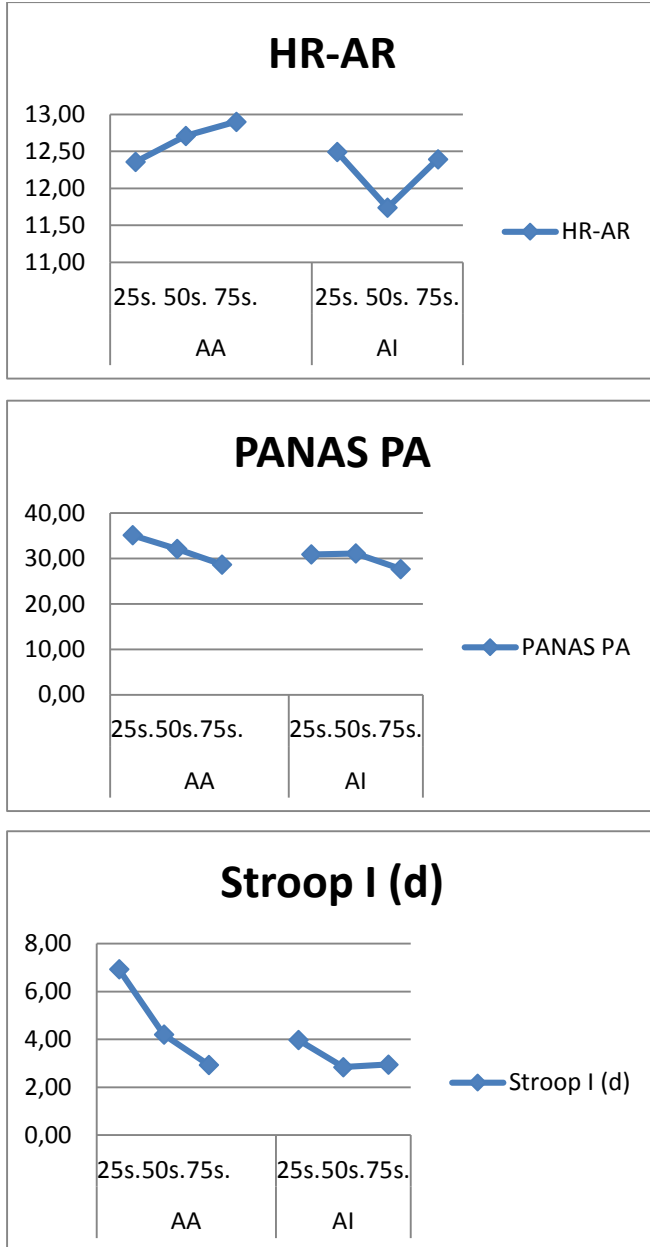 HR-AR
13,00
12,50
12,00
11,50
11,00
HR-AR
25s. 50s. 75s. 25s. 50s. 75s.
AA AI
PANAS PA
40,00
30,00
20,00
10,00
0,00
PANAS PA
25s.50s.75s. 25s.50s.75s.
AA AI
Stroop I (d)
8,00
6,00
4,00
2,00
0,00
Stroop I (d)
25s.50s.75s. 25s.50s.75s.
AA AI